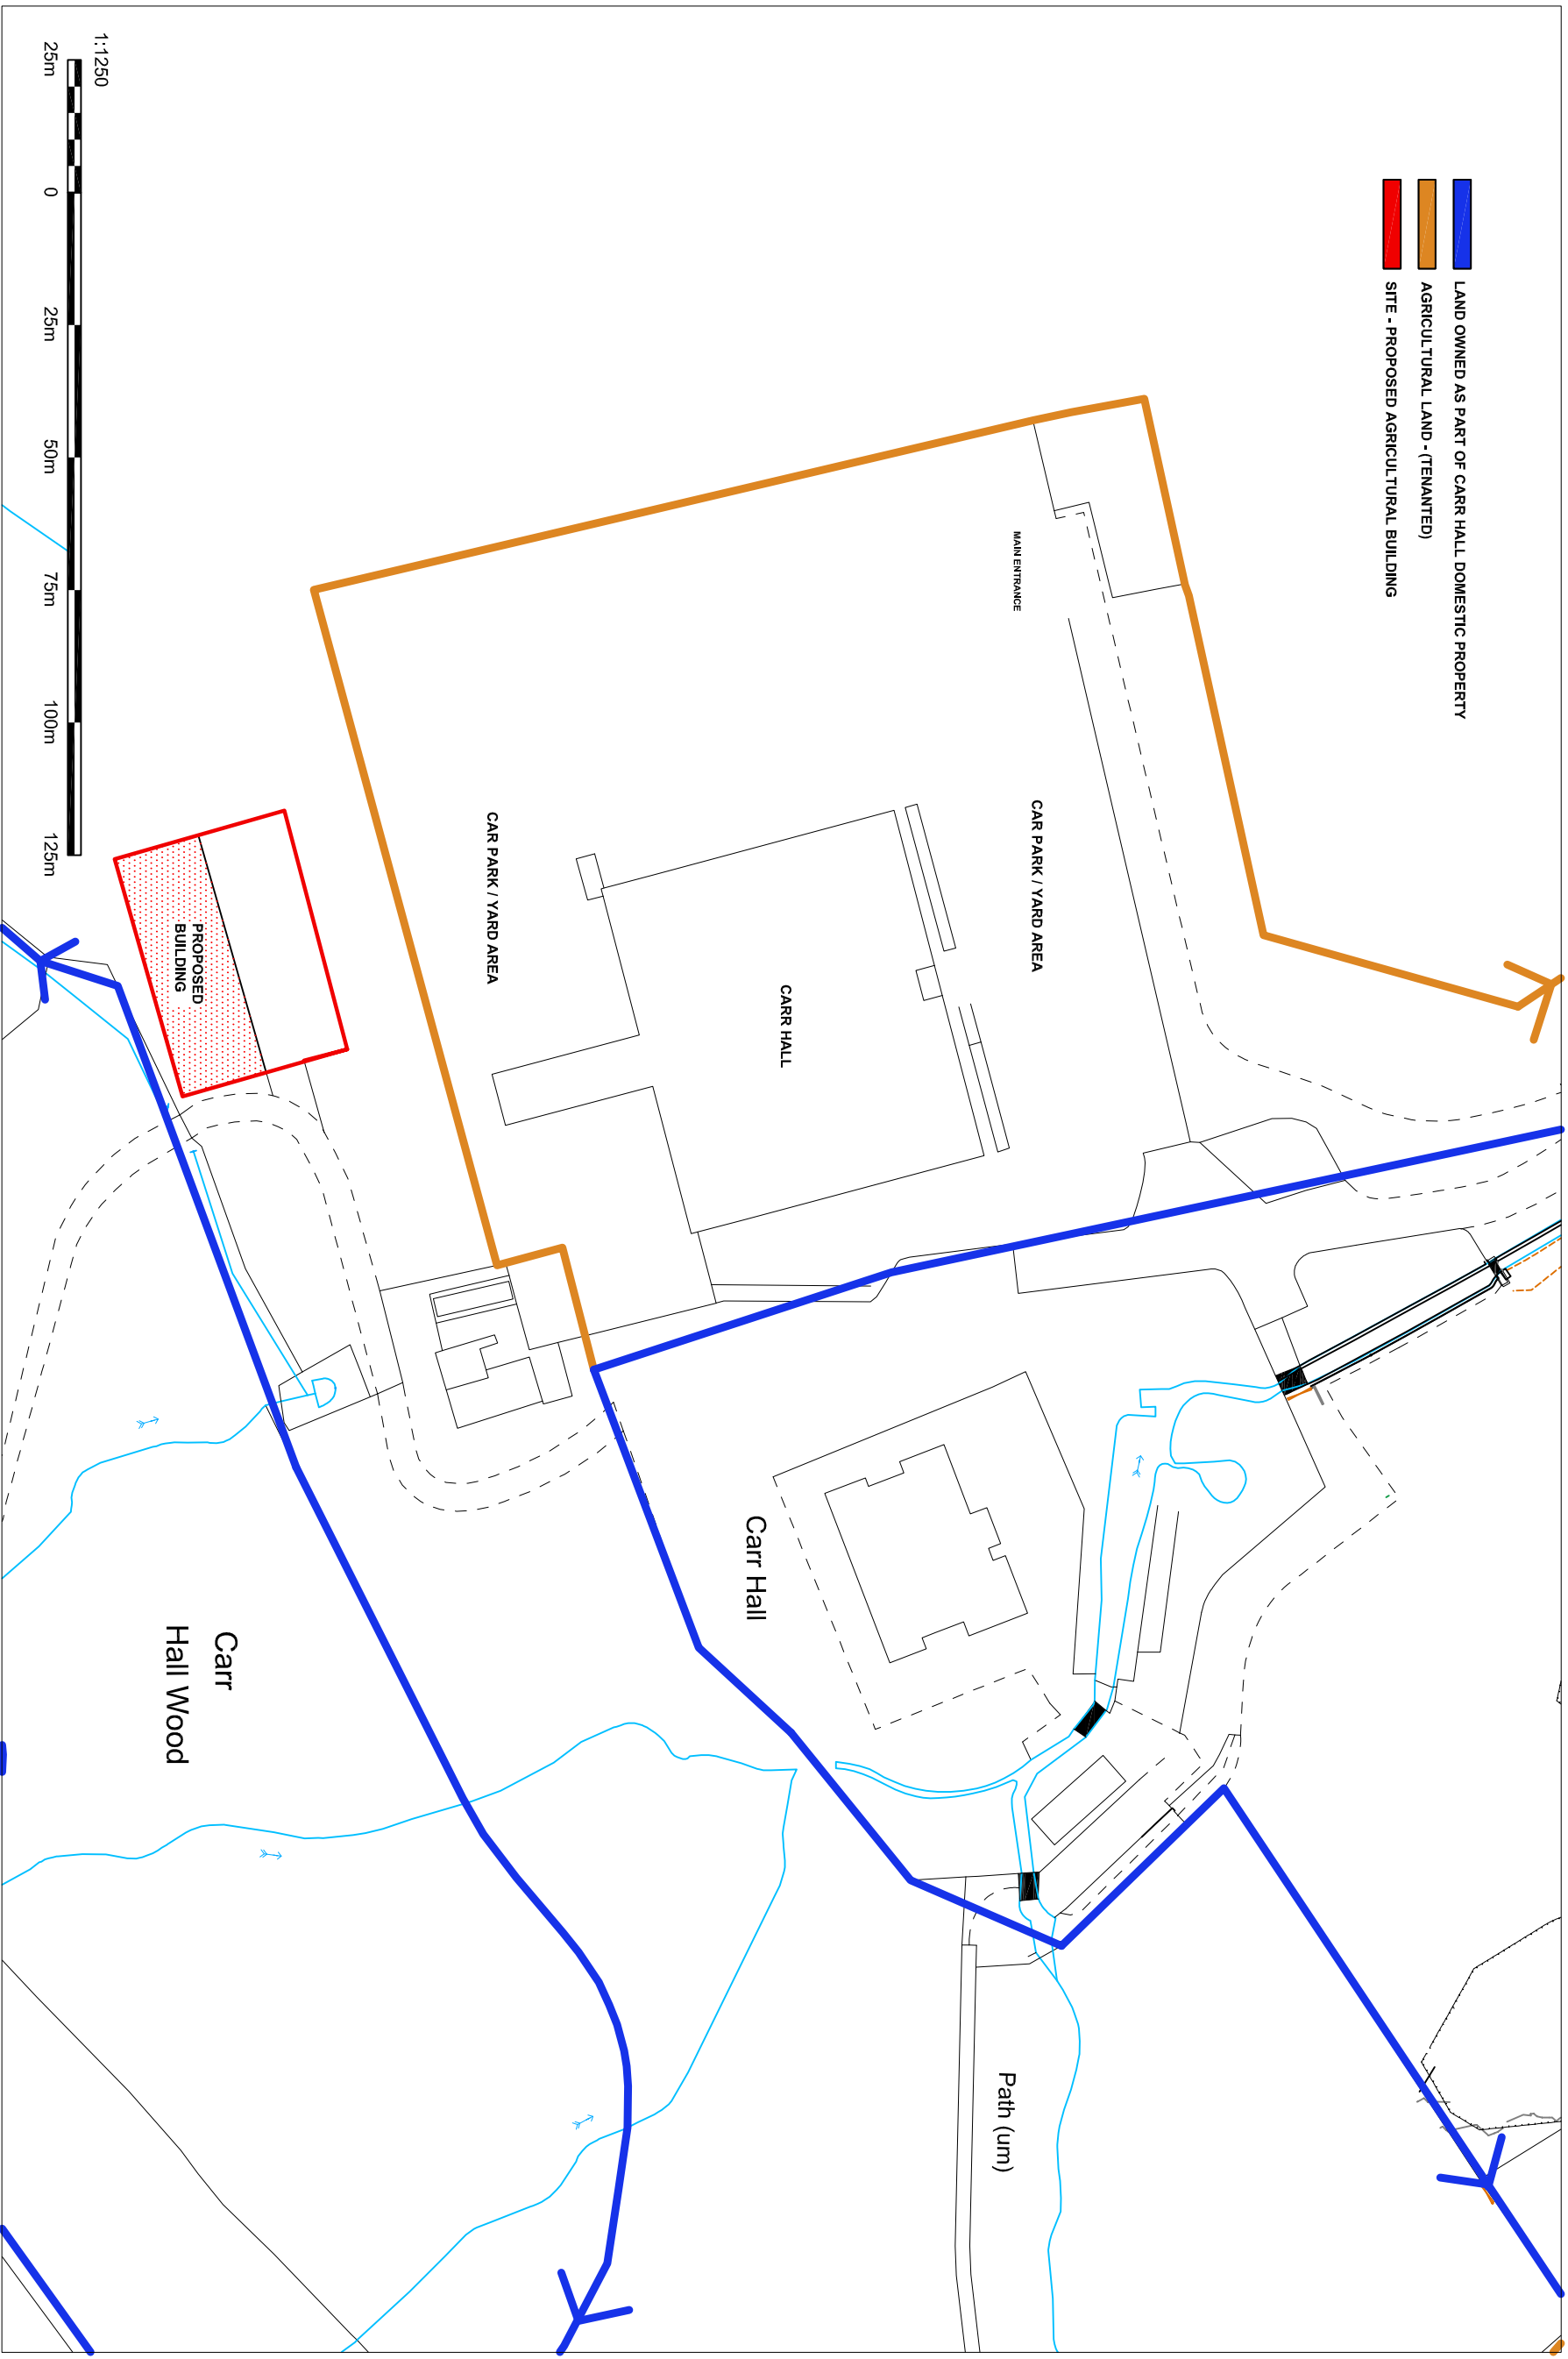 LAND OWNED AS PART OF CARR HALL DOMESTIC PROPERTY
AGRICULTURAL LAND - (TENANTED)
SITE - PROPOSED AGRICULTURAL BUILDING
MAIN ENTRANCE
CAR PARK / YARD AREA
CARR HALL
CAR PARK / YARD AREA
Carr Hall
Path (um)
PROPOSED
BUILDING
Carr
Hall Wood
1:1250
25m 0 25m 50m 75m 100m 125m